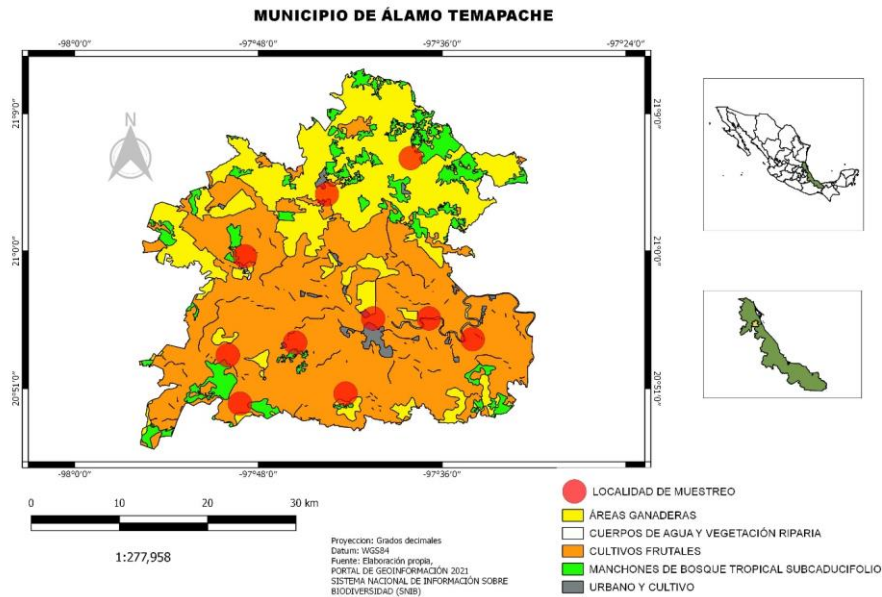 MUNICIPIO DE ÁLAMO TEMAPACHE
-98°0'0" -97°48'0" -97°36'0" -97°24'0"
21°9'0" 21°9'0"
N
21°0'0" 21°0'0"
20°51'0" 20°51'0"
-98°0'0" -97°48'0" -97°36'0"
0 10 20 30 km
1:277,958
Proyeccion: Grados decimales
Datum: WGS84
Fuente: Elaboración propia,
PORTAL DE GEOINFORMACIÓN 2021
SISTEMA NACIONAL DE INFORMACIÓN SOBRE
BIODIVERSIDAD (SNIB)
LOCALIDAD DE MUESTREO
ÁREAS GANADERAS
CUERPOS DE AGUA Y VEGETACIÓN RIPARIA
CULTIVOS FRUTALES
MANCHONES DE BOSQUE TROPICAL SUBCADUCIFOLIO
URBANO Y CULTIVO